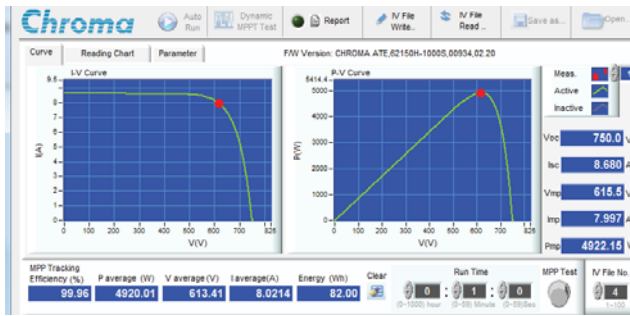 Chroma
Auto Run
Dynamic MPPT Test
Report
IV File Write..
IV File Read ..
Save as...
Open...
Curve
Reading Chart
Parameter
F/W Version: CHROMA ATE,62150H-1000S,00934,02.20
I-V Curve
9.5
8
7
6
5
4
3
2
1
0
I(A)
0 100 200 300 400 500 600 700 825
V(V)
P-V Curve
5414.4
5000
4000
3000
2000
1000
0
P(W)
0 100 200 300 400 500 600 700 825
V(V)
Meas.
Active
Inactive
Voc 750.0 V
Isc 8.680 A
Vmp 615.5 V
Imp 7.997 A
Pmp 4922.15
MPP Tracking Efficiency (%)
99.96
P average (W)
4920.01
V average (V)
613.41
I average(A)
8.0214
Energy (Wh)
82.00
Clear
Run Time
0 : 1 : 0
(0~1000) hour (0~59) Minute (0~59)Sec
MPP Test
IV File No.
4
1~100